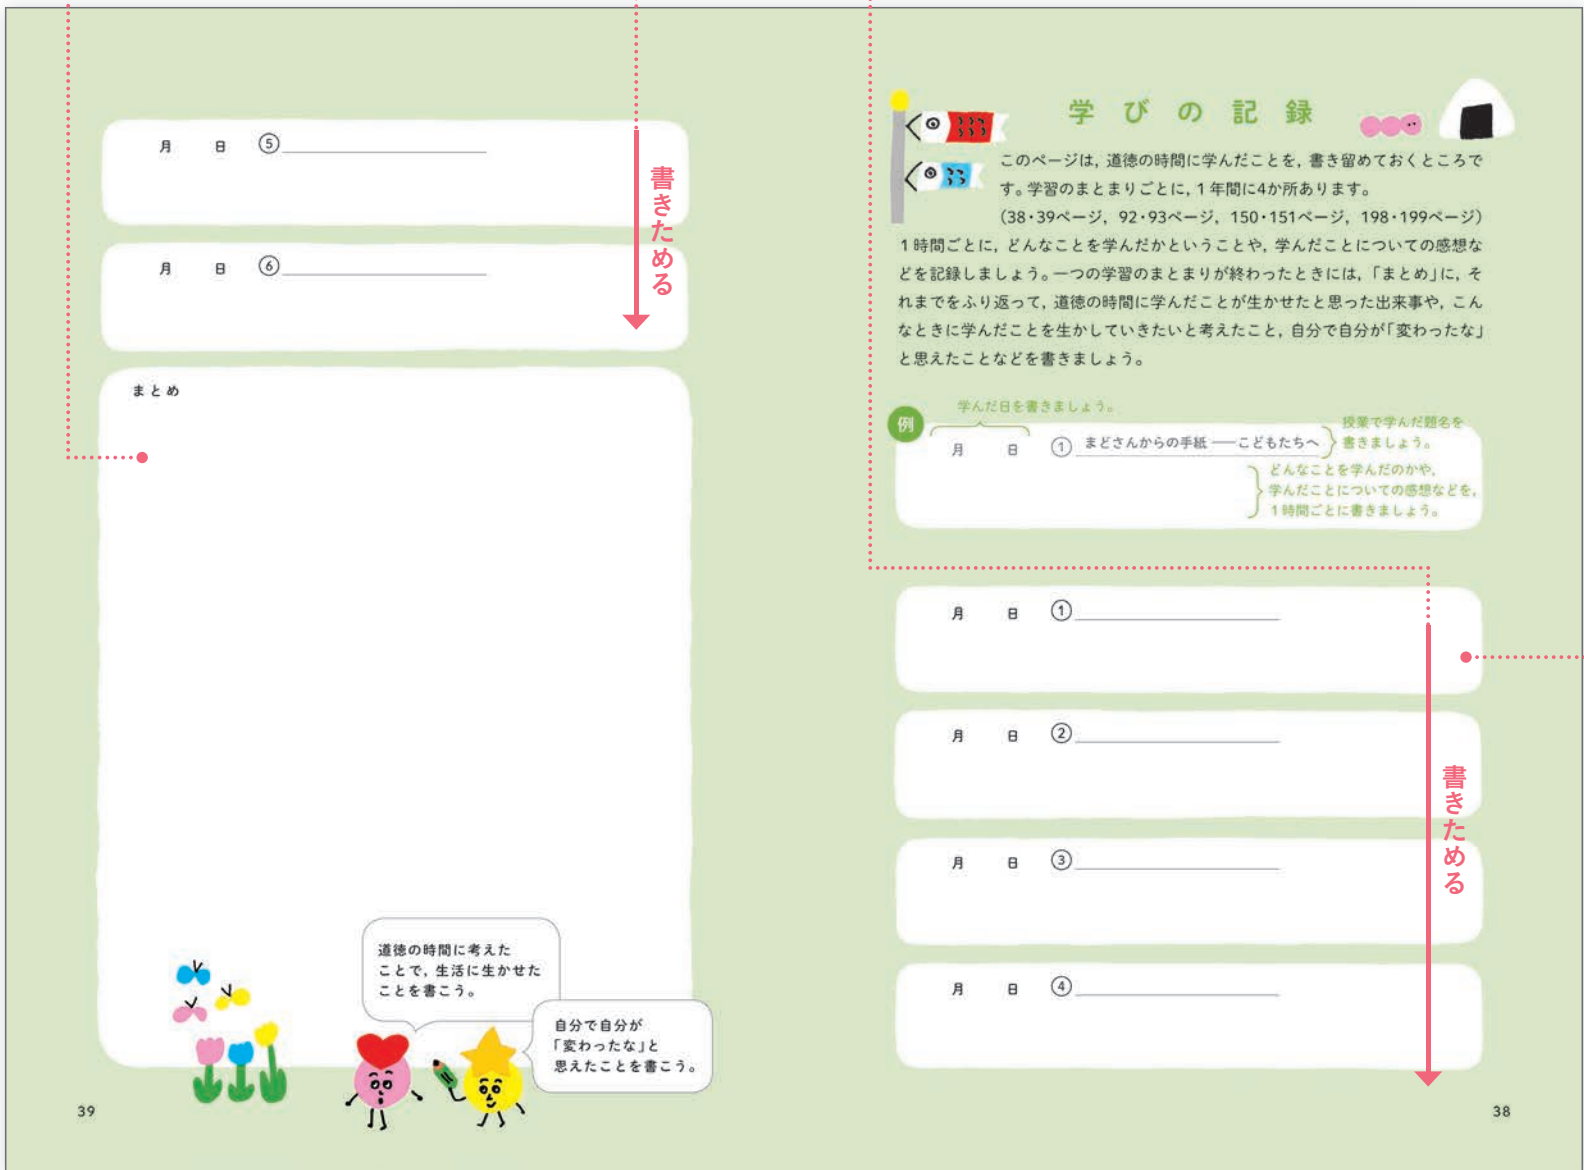 学びの記録
このページは，道徳の時間に学んだことを，書き留めておくところで
す。学習のまとまりごとに，1年間に4か所あります。
（38・39ページ，92・93ページ，150・151ページ，198・199ページ）
1時間ごとに，どんなことを学んだかということや，学んだことについての感想な
どを記録しましょう。一つの学習のまとまりが終わったときには，「まとめ」に，そ
れまでをふり返って，道徳の時間に学んだことが生かせたと思った出来事や，こん
なときに学んだことを生かしていきたいと考えたこと，自分で自分が「変わったな」
と思えたことなどを書きましょう。
例
学んだ日を書きましょう。
月 日 ① まどさんからの手紙――こどもたちへ
授業で学んだ題名を
書きましょう。
どんなことを学んだのかや，
学んだことについての感想などを，
1時間ごとに書きましょう。
月 日 ①
月 日 ②
月 日 ③
月 日 ④
書きためる
38
月 日 ⑤
月 日 ⑥
書きためる
まとめ
道徳の時間に考えた
ことで，生活に生かせた
ことを書こう。
自分で自分が
「変わったな」と
思えたことを書こう。
39